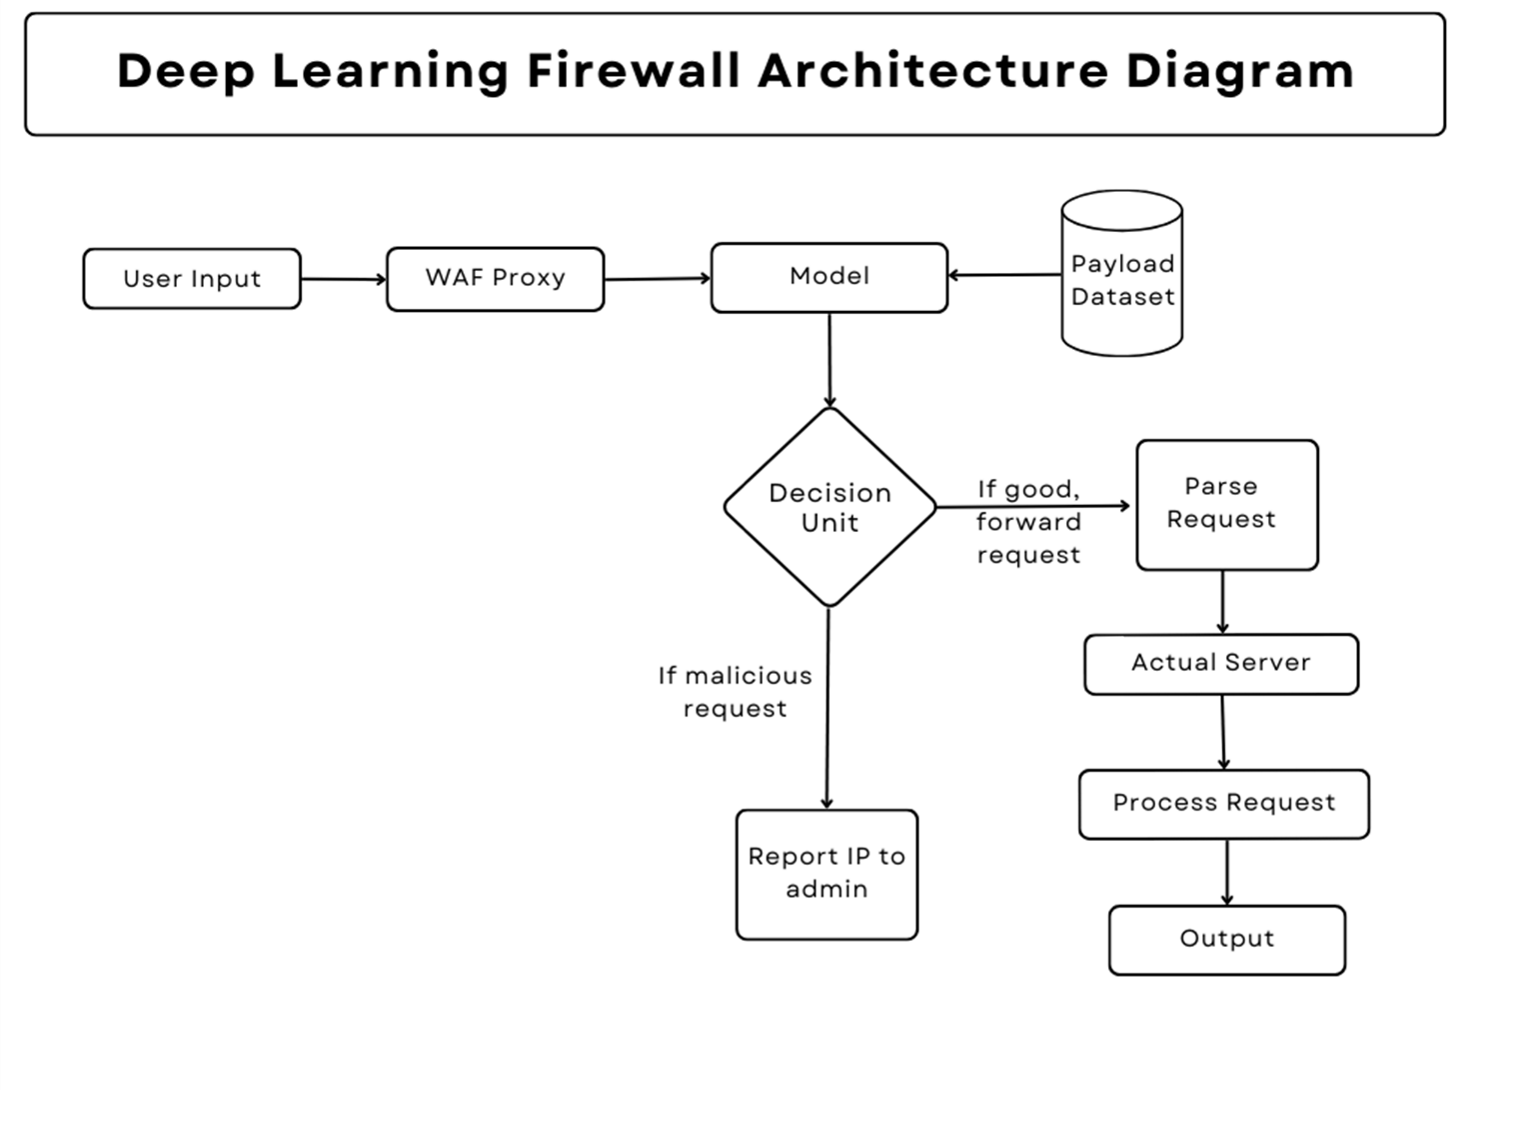 Deep Learning Firewall Architecture Diagram
User Input
WAF Proxy
Model
Payload
Dataset
Decision
Unit
If good,
forward
request
Parse
Request
Actual Server
If malicious
request
Process Request
Report IP to
admin
Output